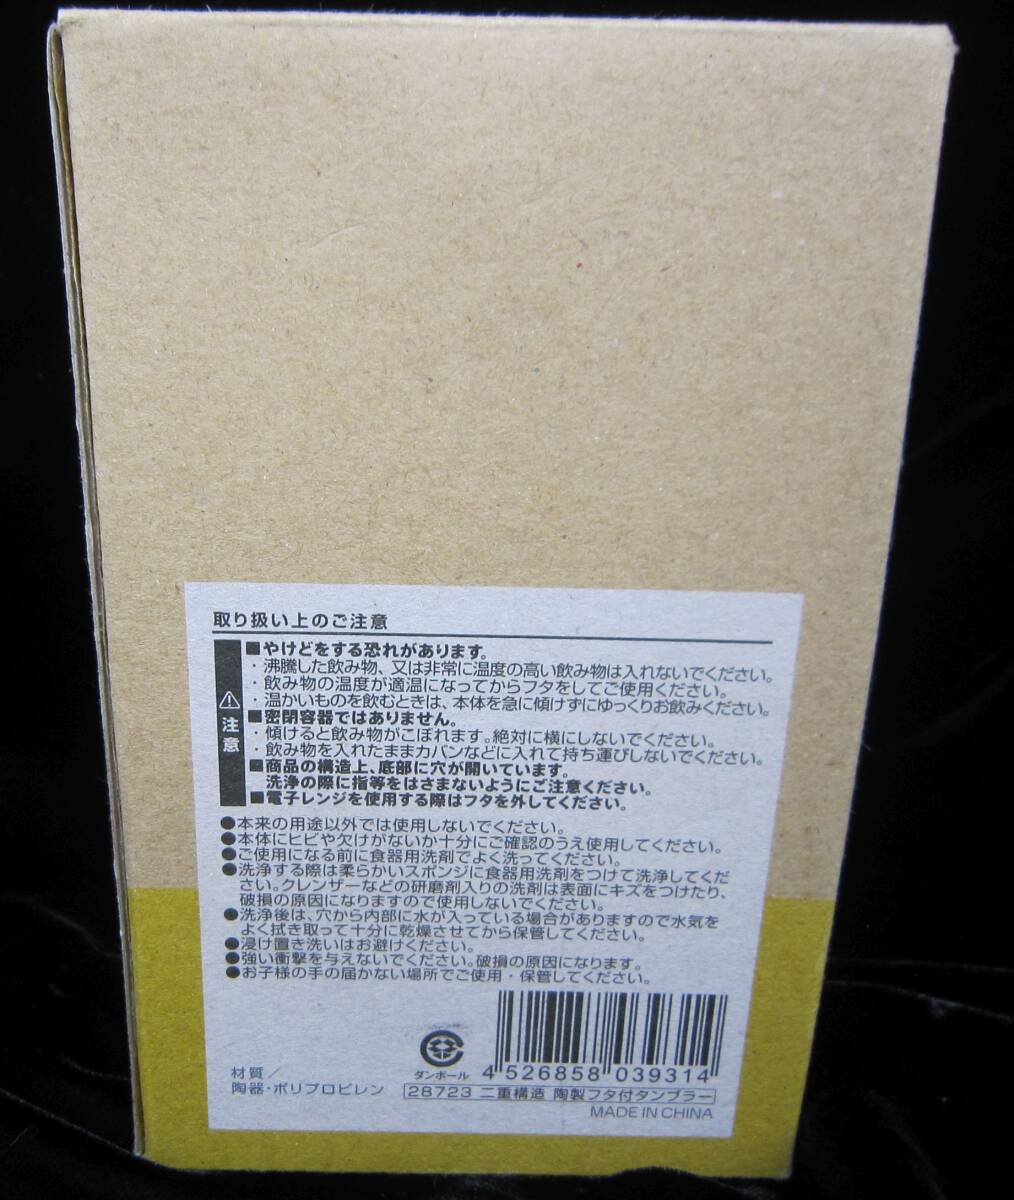 取り扱い上のご注意
⚠注意
■やけどをする恐れがあります。
・沸騰した飲み物、又は非常に温度の高い飲み物は入れないでください。
・飲み物の温度が適温になってからフタをしてご使用ください。
・温かいものを飲むときは、本体を急に傾けずにゆっくりお飲みください。
■密閉容器ではありません。
・傾けると飲み物がこぼれます。絶対に横にしないでください。
・飲み物を入れたままカバンなどに入れて持ち運びしないでください。
■商品の構造上、底部に穴が開いています。
洗浄の際に指等をはさまないようにご注意ください。
■電子レンジを使用する際はフタを外してください。
●本来の用途以外では使用しないでください。
●本体にヒビや欠けがないか十分にご確認のうえ使用してください。
●ご使用になる前に食器用洗剤でよく洗ってください。
●洗浄する際は柔らかいスポンジに食器用洗剤をつけて洗浄してくだ
さい。クレンザーなどの研磨剤入りの洗剤は表面にキズをつけたり、
破損の原因になりますので使用しないでください。
●洗浄後は、穴から内部に水が入っている場合がありますので水気を
よく拭き取って十分に乾燥させてから保管してください。
●浸け置き洗いはお避けください。
●強い衝撃を与えないでください。破損の原因になります。
●お子様の手の届かない場所でご使用・保管してください。
材質/
陶器・ポリプロピレン
ダンボール
4 526858 039314
28723 二重構造 陶製フタ付タンブラー
MADE IN CHINA